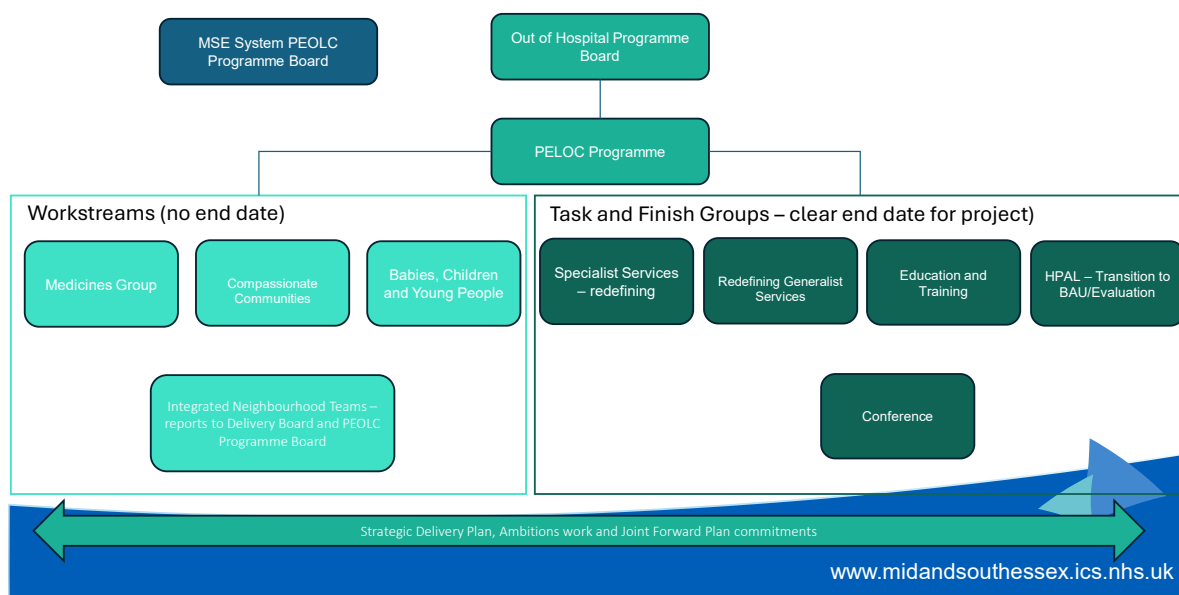 MSE System PEOLC
Programme Board
Out of Hospital Programme
Board
PELOC Programme
Workstreams (no end date)
Medicines Group
Compassionate
Communities
Babies, Children
and Young People
Integrated Neighbourhood Teams –
reports to Delivery Board and PEOLC
Programme Board
Task and Finish Groups – clear end date for project)
Specialist Services
– redefining
Redefining Generalist
Services
Education and
Training
HPAL – Transition to
BAU/Evaluation
Conference
Strategic Delivery Plan, Ambitions work and Joint Forward Plan commitments
www.midandsouthessex.ics.nhs.uk